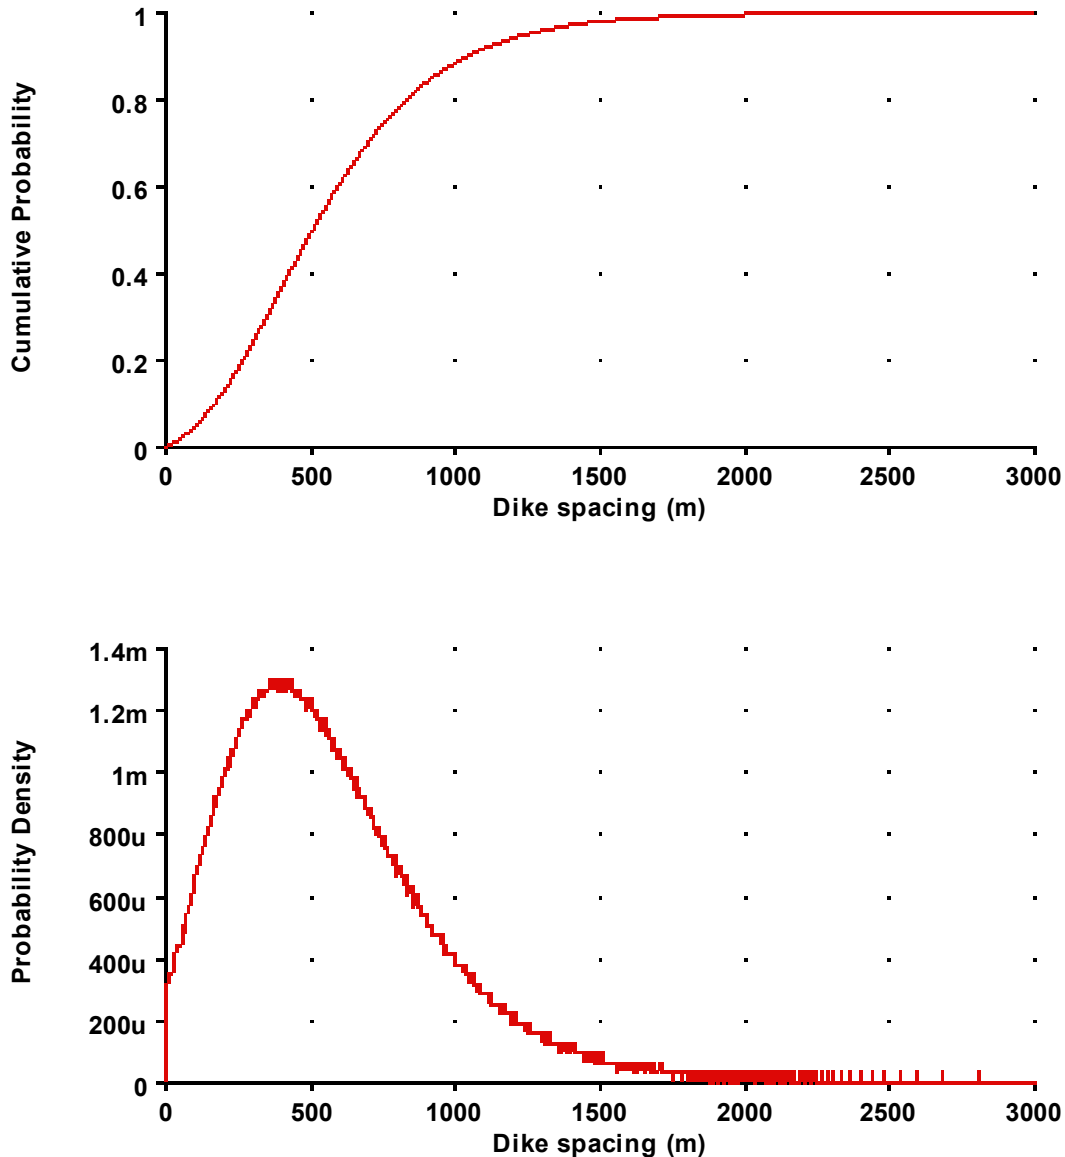 1
0.8
0.6
0.4
0.2
0
Cumulative Probability
0 500 1000 1500 2000 2500 3000
Dike spacing (m)
1.4m
1.2m
1m
800u
600u
400u
200u
0
Probability Density
0 500 1000 1500 2000 2500 3000
Dike spacing (m)